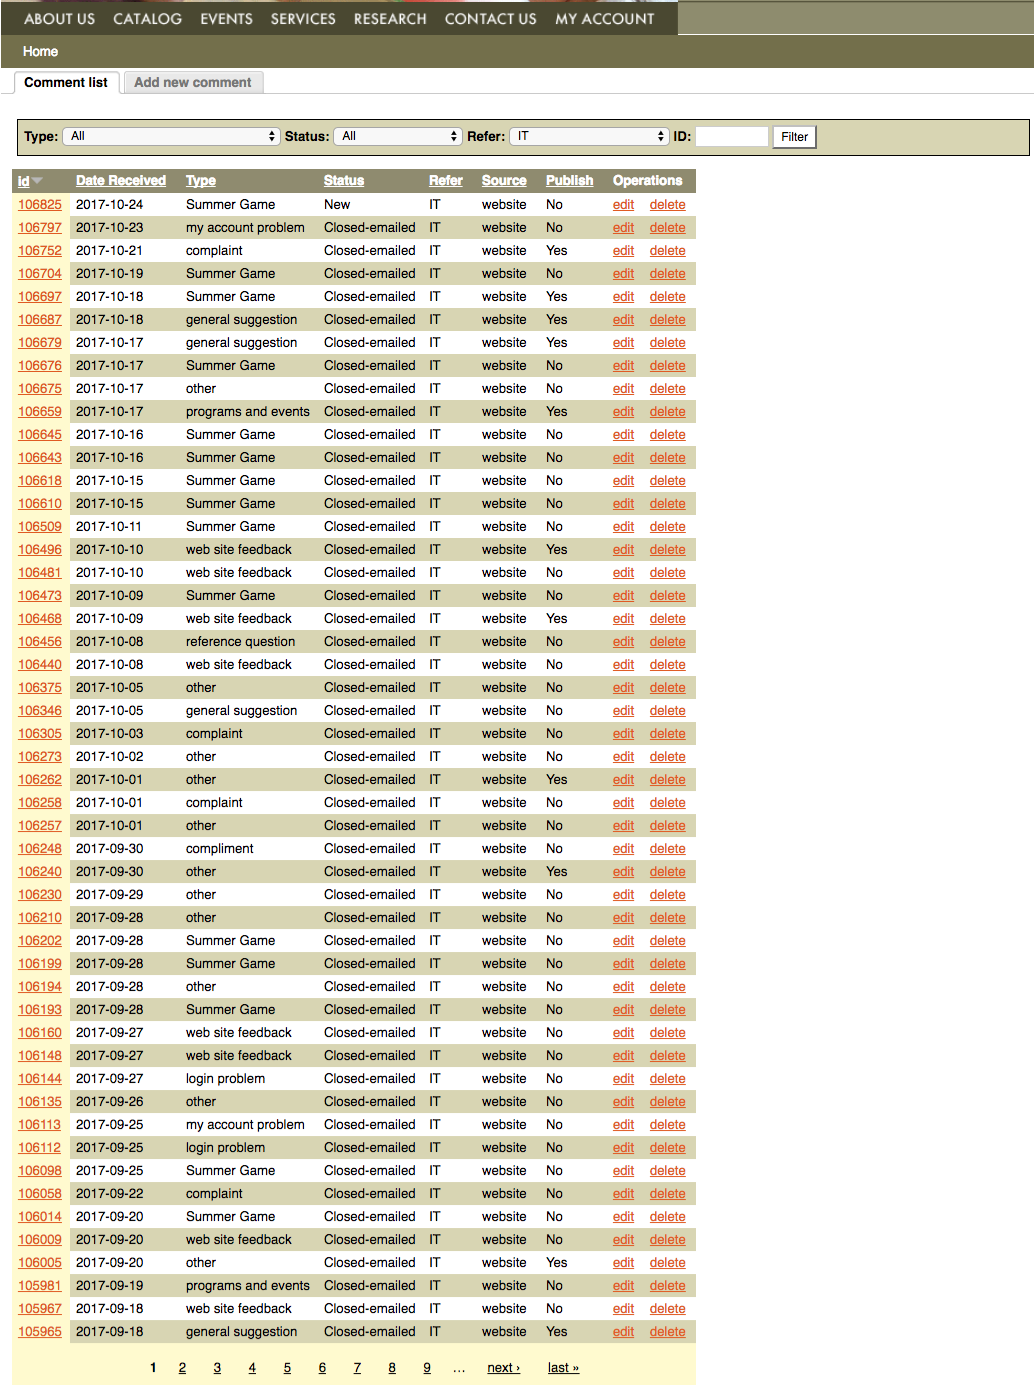 ABOUT US CATALOG EVENTS SERVICES RESEARCH CONTACT US MY ACCOUNT
Home
Comment list Add new comment
Type: All Status: All Refer: IT ID: Filter
id Date Received Type Status Refer Source Publish Operations
106825 2017-10-24 Summer Game New IT website No edit delete
106797 2017-10-23 my account problem Closed-emailed IT website No edit delete
106752 2017-10-21 complaint Closed-emailed IT website Yes edit delete
106704 2017-10-19 Summer Game Closed-emailed IT website No edit delete
106697 2017-10-18 Summer Game Closed-emailed IT website Yes edit delete
106687 2017-10-18 general suggestion Closed-emailed IT website Yes edit delete
106679 2017-10-17 general suggestion Closed-emailed IT website Yes edit delete
106676 2017-10-17 Summer Game Closed-emailed IT website No edit delete
106675 2017-10-17 other Closed-emailed IT website No edit delete
106659 2017-10-17 programs and events Closed-emailed IT website Yes edit delete
106645 2017-10-16 Summer Game Closed-emailed IT website No edit delete
106643 2017-10-16 Summer Game Closed-emailed IT website No edit delete
106618 2017-10-15 Summer Game Closed-emailed IT website No edit delete
106610 2017-10-15 Summer Game Closed-emailed IT website No edit delete
106509 2017-10-11 Summer Game Closed-emailed IT website No edit delete
106496 2017-10-10 web site feedback Closed-emailed IT website Yes edit delete
106481 2017-10-10 web site feedback Closed-emailed IT website No edit delete
106473 2017-10-09 Summer Game Closed-emailed IT website No edit delete
106468 2017-10-09 web site feedback Closed-emailed IT website Yes edit delete
106456 2017-10-08 reference question Closed-emailed IT website No edit delete
106440 2017-10-08 web site feedback Closed-emailed IT website No edit delete
106375 2017-10-05 other Closed-emailed IT website No edit delete
106346 2017-10-05 general suggestion Closed-emailed IT website No edit delete
106305 2017-10-03 complaint Closed-emailed IT website No edit delete
106273 2017-10-02 other Closed-emailed IT website No edit delete
106262 2017-10-01 other Closed-emailed IT website Yes edit delete
106258 2017-10-01 complaint Closed-emailed IT website No edit delete
106257 2017-10-01 other Closed-emailed IT website No edit delete
106248 2017-09-30 compliment Closed-emailed IT website No edit delete
106240 2017-09-30 other Closed-emailed IT website Yes edit delete
106230 2017-09-29 other Closed-emailed IT website No edit delete
106210 2017-09-28 other Closed-emailed IT website No edit delete
106202 2017-09-28 Summer Game Closed-emailed IT website No edit delete
106199 2017-09-28 Summer Game Closed-emailed IT website No edit delete
106194 2017-09-28 other Closed-emailed IT website No edit delete
106193 2017-09-28 Summer Game Closed-emailed IT website No edit delete
106160 2017-09-27 web site feedback Closed-emailed IT website No edit delete
106148 2017-09-27 web site feedback Closed-emailed IT website No edit delete
106144 2017-09-27 login problem Closed-emailed IT website No edit delete
106135 2017-09-26 other Closed-emailed IT website No edit delete
106113 2017-09-25 my account problem Closed-emailed IT website No edit delete
106112 2017-09-25 login problem Closed-emailed IT website No edit delete
106098 2017-09-25 Summer Game Closed-emailed IT website No edit delete
106058 2017-09-22 complaint Closed-emailed IT website No edit delete
106014 2017-09-20 Summer Game Closed-emailed IT website No edit delete
106009 2017-09-20 web site feedback Closed-emailed IT website No edit delete
106005 2017-09-20 other Closed-emailed IT website Yes edit delete
105981 2017-09-19 programs and events Closed-emailed IT website No edit delete
105967 2017-09-18 web site feedback Closed-emailed IT website No edit delete
105965 2017-09-18 general suggestion Closed-emailed IT website Yes edit delete
1 2 3 4 5 6 7 8 9 … next › last »